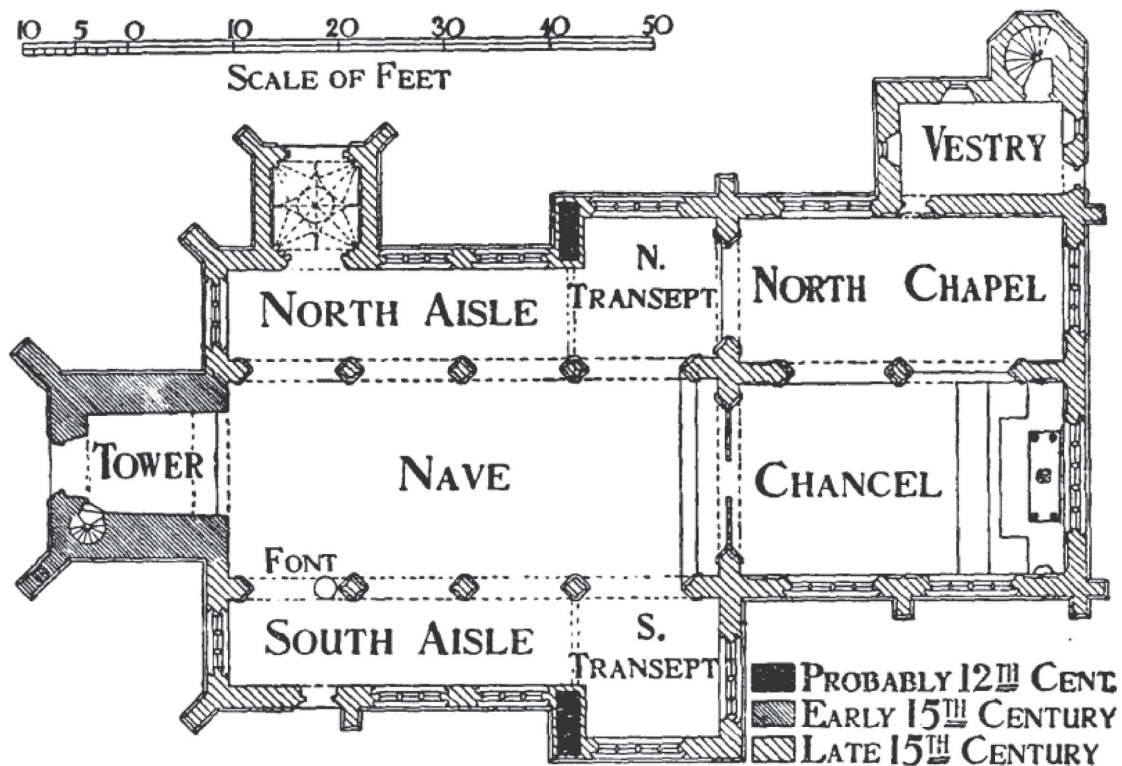 10 5 0 10 20 30 40 50
SCALE OF FEET
VESTRY
N.
TRANSEPT
NORTH CHAPEL
NORTH AISLE
TOWER
NAVE
CHANCEL
FONT
SOUTH AISLE
S.
TRANSEPT
PROBABLY 12TH CENT.
EARLY 15TH CENTURY
LATE 15TH CENTURY